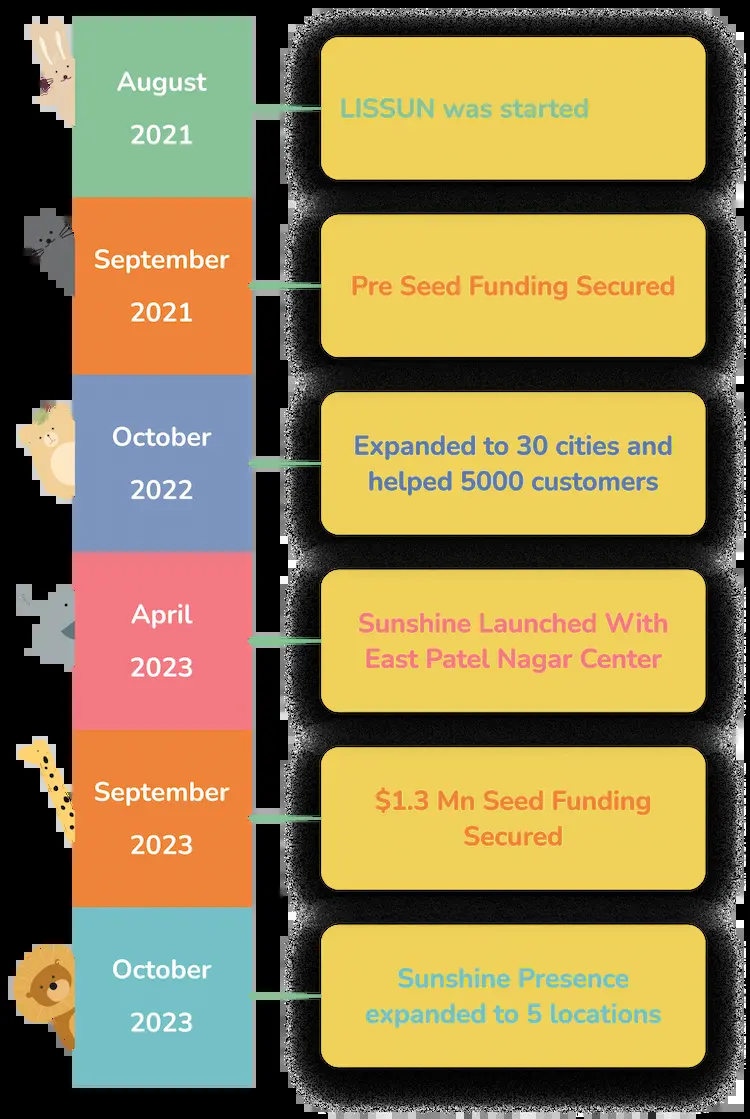 August
2021
LISSUN was started
September
2021
Pre Seed Funding Secured
October
2022
Expanded to 30 cities and
helped 5000 customers
April
2023
Sunshine Launched With
East Patel Nagar Center
September
2023
$1.3 Mn Seed Funding
Secured
October
2023
Sunshine Presence
expanded to 5 locations